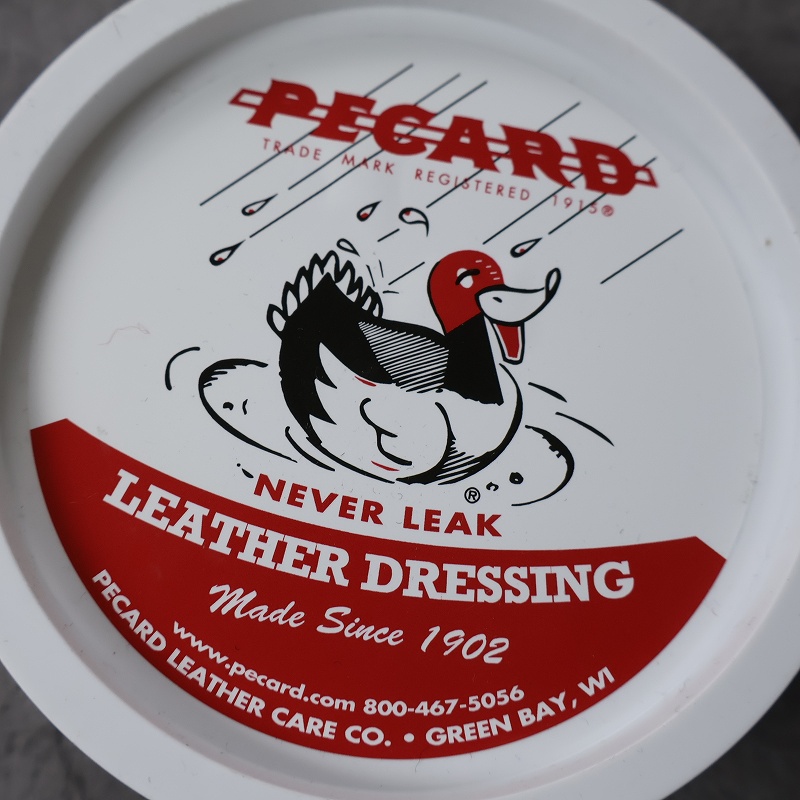 PECARD
TRADE MARK REGISTERED 1915®
®
NEVER LEAK
LEATHER DRESSING
Made Since 1902
www.pecard.com 800-467-5056
PECARD LEATHER CARE CO. • GREEN BAY, WI